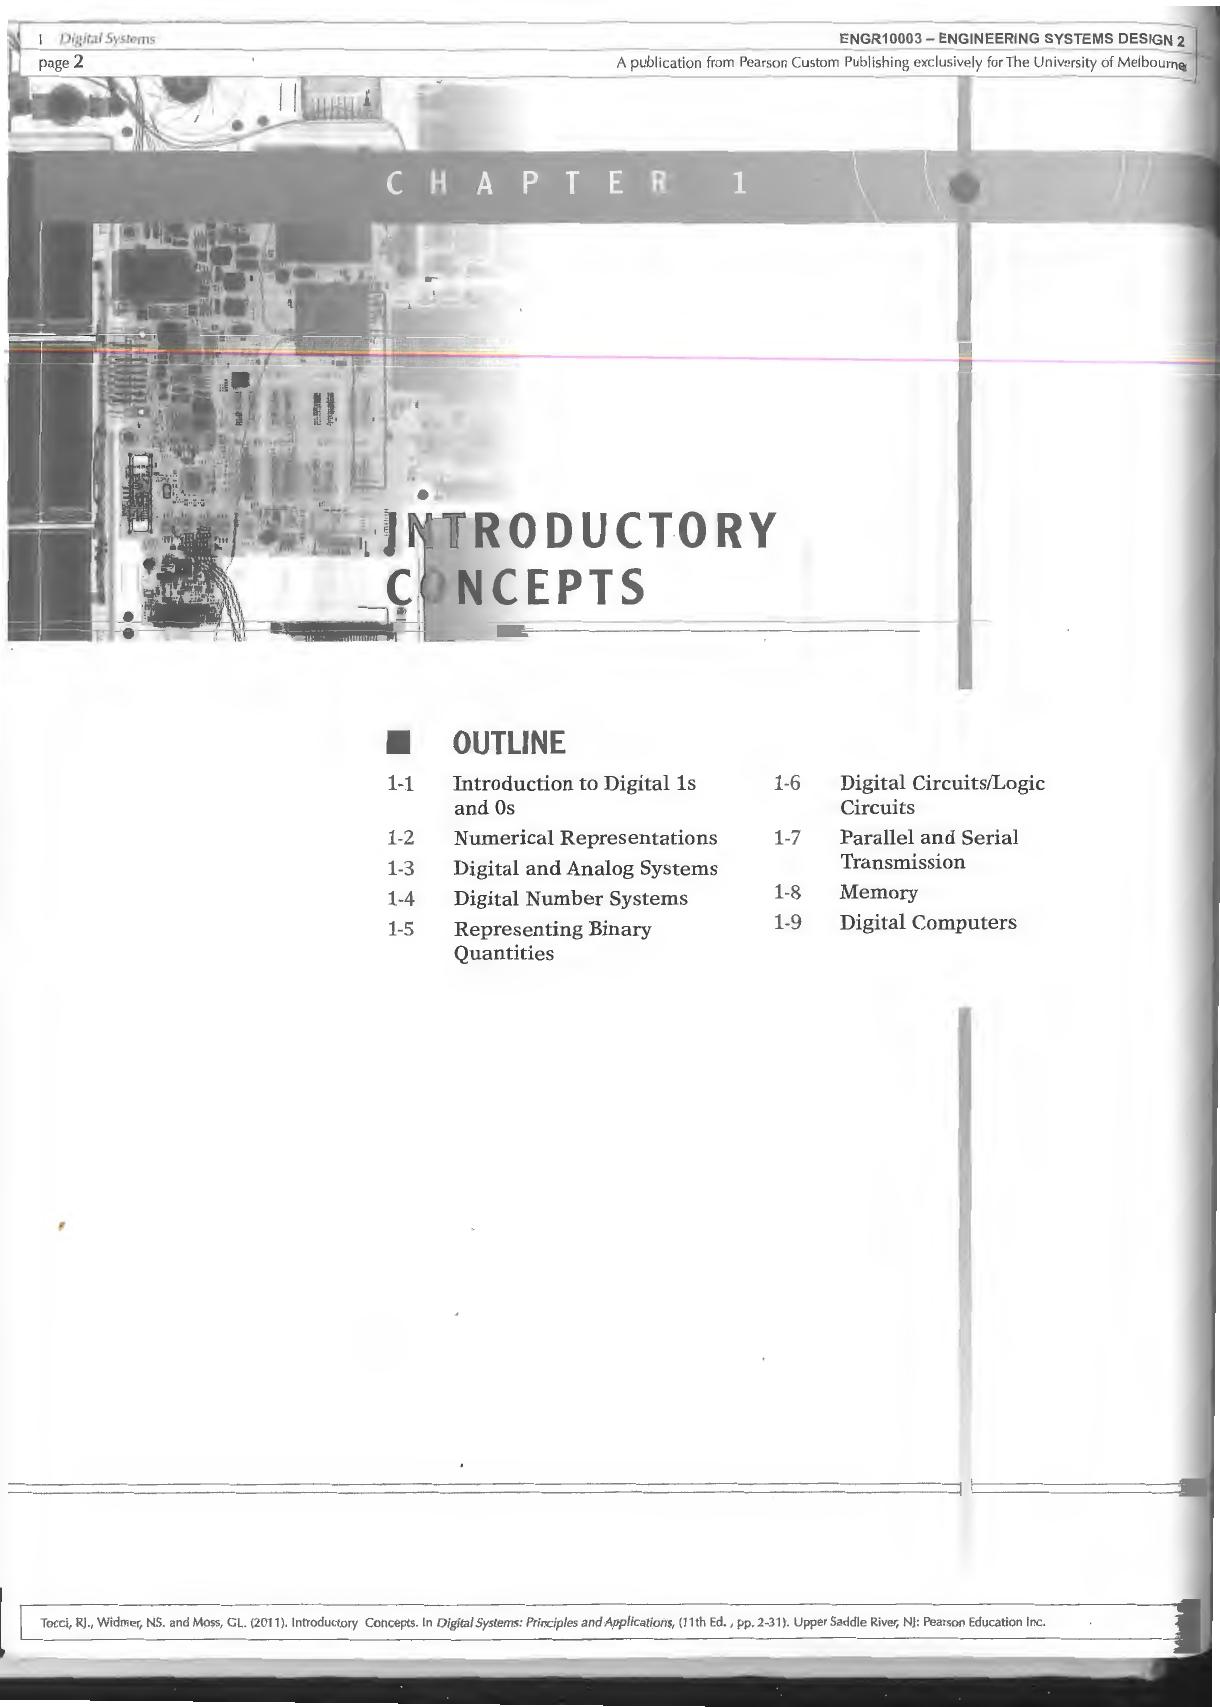 1 Digital Systems
ENGR10003 – ENGINEERING SYSTEMS DESIGN 2
page 2
A publication from Pearson Custom Publishing exclusively for The University of Melbourne
CHAPTER 1
INTRODUCTORY
CONCEPTS
■ OUTLINE
1-1 Introduction to Digital 1s
and 0s
1-2 Numerical Representations
1-3 Digital and Analog Systems
1-4 Digital Number Systems
1-5 Representing Binary
Quantities
1-6 Digital Circuits/Logic
Circuits
1-7 Parallel and Serial
Transmission
1-8 Memory
1-9 Digital Computers
Tocci, RJ., Widmer, NS. and Moss, GL. (2011). Introductory Concepts. In Digital Systems: Principles and Applications, (11th Ed. , pp. 2-31). Upper Saddle River, NJ: Pearson Education Inc.